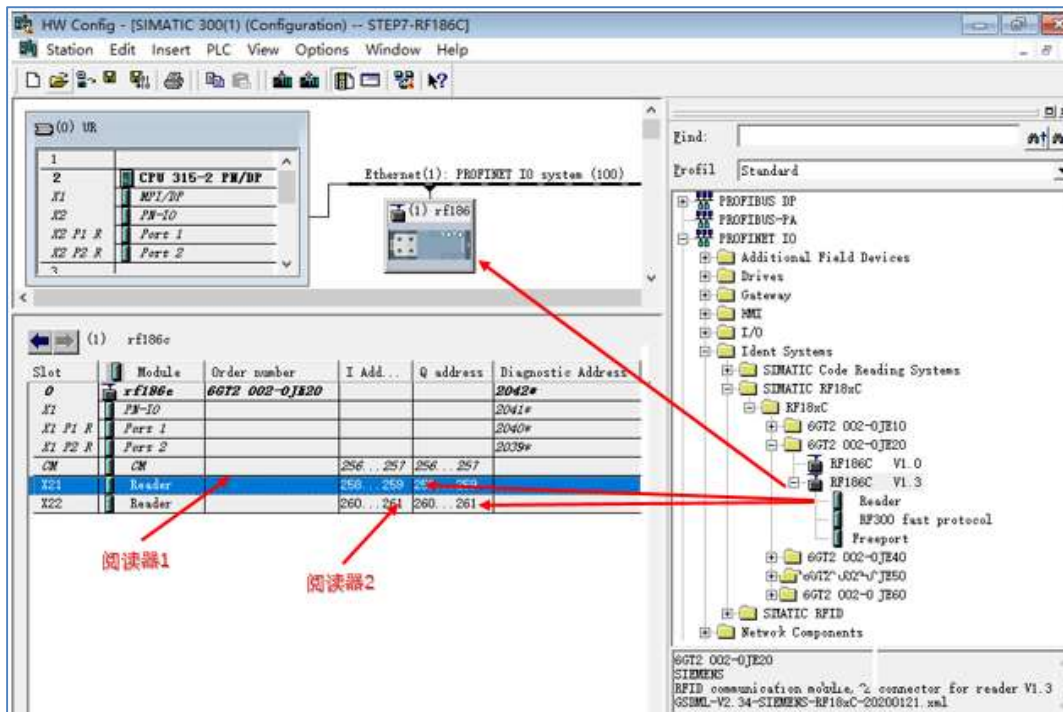 HW Config - [SIMATIC 300(1) (Configuration) -- STEP7-RF186C]
Station Edit Insert PLC View Options Window Help
(0) UR
1
2 CPU 315-2 PN/DP
X1 MPI/DP
X2 PN-IO
X2 P1 R Port 1
X2 P2 R Port 2
3
Ethernet(1): PROFINET IO system (100)
(1) rf186
(1) rf186c
Slot Module Order number I Add... Q address Diagnostic Address
0 rf186c 6GT2 002-0JE20 2042*
X1 PN-IO 2041*
X1 P1 R Port 1 2040*
X1 P2 R Port 2 2039*
CM CM 256...257 256...257
X21 Reader 258...259
X22 Reader 260...261 260...261
阅读器1
阅读器2
Find:
Profil Standard
PROFIBUS DP
PROFIBUS-PA
PROFINET IO
Additional Field Devices
Drives
Gateway
HMI
I/O
Ident Systems
SIMATIC Code Reading Systems
SIMATIC RF18xC
RF18xC
6GT2 002-0JE10
6GT2 002-0JE20
RF186C V1.0
RF186C V1.3
Reader
RF300 fast protocol
Freeport
6GT2 002-0JE40
6GT2 002-0JE50
6GT2 002-0JE60
SIMATIC RFID
Network Components
6GT2 002-0JE20
SIEMENS
RFID communication module, 2 connector for reader V1.3
GSDML-V2.34-SIEMENS-RF18xC-20200121.xml